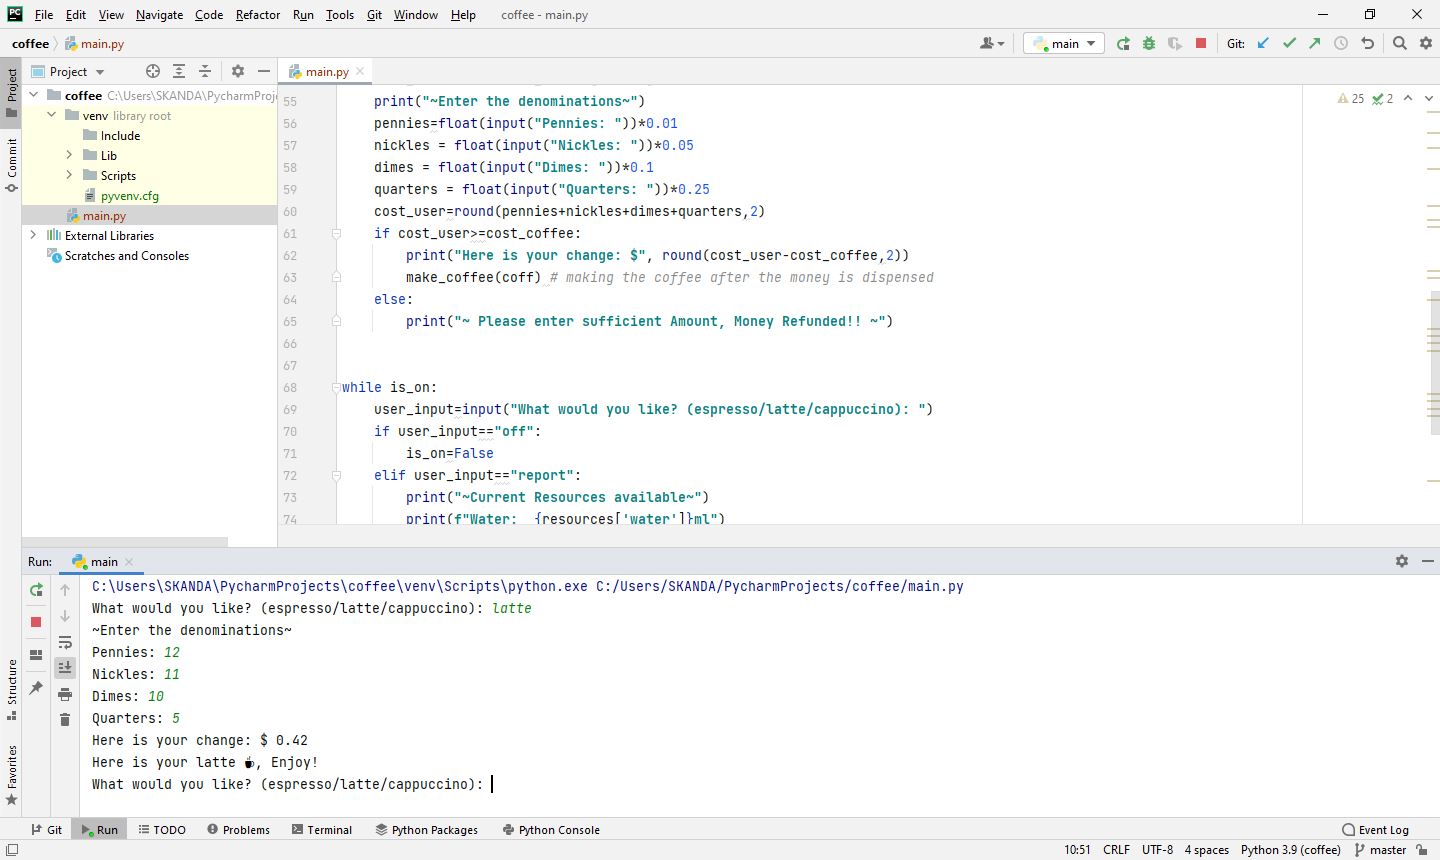 File Edit View Navigate Code Refactor Run Tools Git Window Help coffee - main.py
coffee main.py main Git:
Project
Project
Commit
Structure
Favorites
coffee C:\Users\SKANDA\PycharmProj
venv library root
Include
Lib
Scripts
pyvenv.cfg
main.py
External Libraries
Scratches and Consoles
main.py
25 2
55 print("~Enter the denominations~")
56 pennies=float(input("Pennies: "))*0.01
57 nickles = float(input("Nickles: "))*0.05
58 dimes = float(input("Dimes: "))*0.1
59 quarters = float(input("Quarters: "))*0.25
60 cost_user=round(pennies+nickles+dimes+quarters,2)
61 if cost_user>=cost_coffee:
62 print("Here is your change: $", round(cost_user-cost_coffee,2))
63 make_coffee(coff) # making the coffee after the money is dispensed
64 else:
65 print("~ Please enter sufficient Amount, Money Refunded!! ~")
66
67
68 while is_on:
69 user_input=input("What would you like? (espresso/latte/cappuccino): ")
70 if user_input=="off":
71 is_on=False
72 elif user_input=="report":
73 print("~Current Resources available~")
74 print(f"Water:  {resources['water']}ml")
Run: main
C:\Users\SKANDA\PycharmProjects\coffee\venv\Scripts\python.exe C:/Users/SKANDA/PycharmProjects/coffee/main.py
What would you like? (espresso/latte/cappuccino): latte
~Enter the denominations~
Pennies: 12
Nickles: 11
Dimes: 10
Quarters: 5
Here is your change: $ 0.42
Here is your latte ☕, Enjoy!
What would you like? (espresso/latte/cappuccino):
Git Run TODO Problems Terminal Python Packages Python Console Event Log
10:51 CRLF UTF-8 4 spaces Python 3.9 (coffee) master